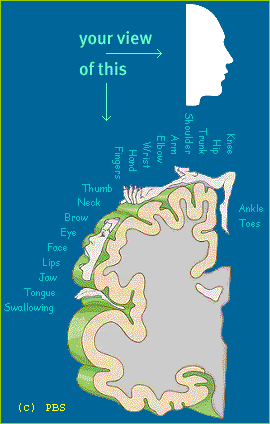 your view
of this
Knee
Hip
Trunk
Shoulder
Arm
Elbow
Wrist
Hand
Fingers
Thumb
Neck
Brow
Eye
Face
Lips
Jaw
Tongue
Swallowing
Ankle
Toes
(c) PBS